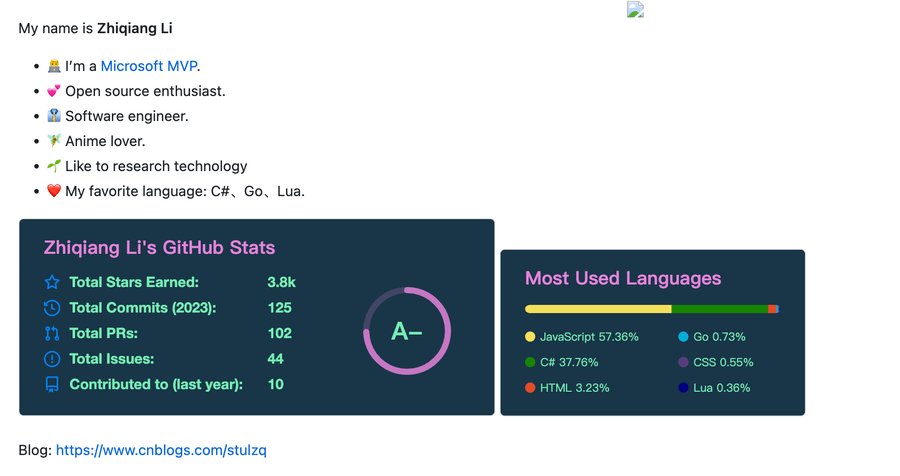 My name is Zhiqiang Li
• 👨‍💻 I'm a Microsoft MVP.
• 💕 Open source enthusiast.
• 👔 Software engineer.
• 🧚 Anime lover.
• 🌱 Like to research technology
• ❤️ My favorite language: C#、Go、Lua.
Zhiqiang Li's GitHub Stats
Total Stars Earned: 3.8k
Total Commits (2023): 125
Total PRs: 102
Total Issues: 44
Contributed to (last year): 10
A–
Most Used Languages
JavaScript 57.36%
C# 37.76%
HTML 3.23%
Go 0.73%
CSS 0.55%
Lua 0.36%
Blog: https://www.cnblogs.com/stulzq